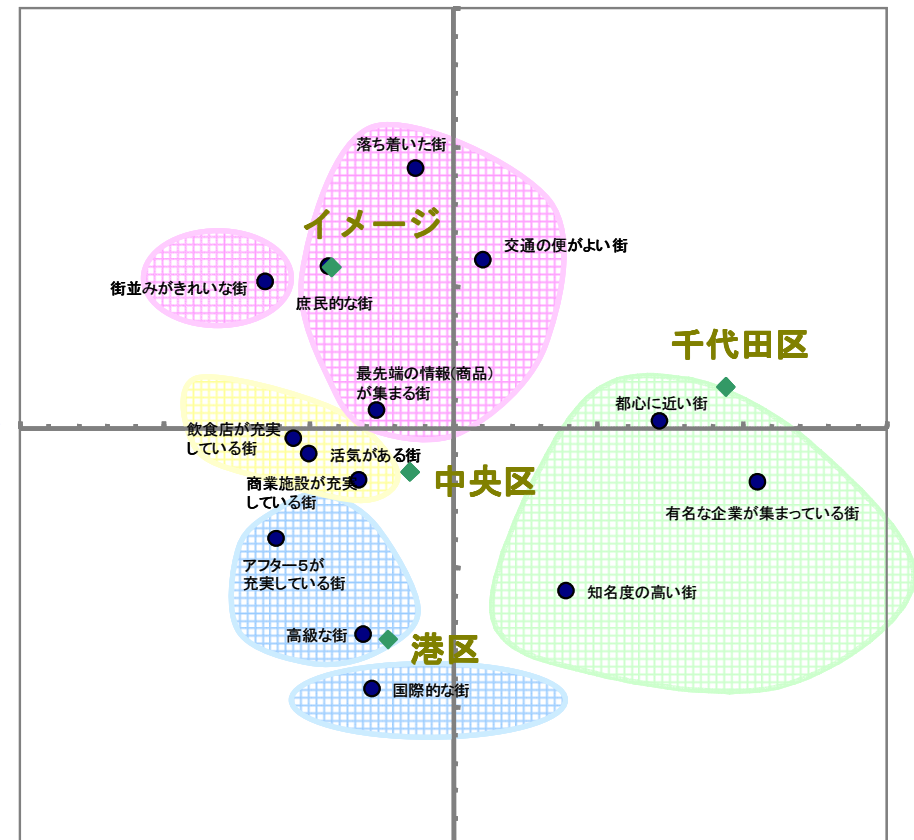 落ち着いた街
イメージ
交通の便がよい街
街並みがきれいな街
庶民的な街
千代田区
最先端の情報(商品)
が集まる街
都心に近い街
飲食店が充実
している街
活気がある街
中央区
商業施設が充実
している街
有名な企業が集まっている街
アフター5が
充実している街
知名度の高い街
高級な街
港区
国際的な街